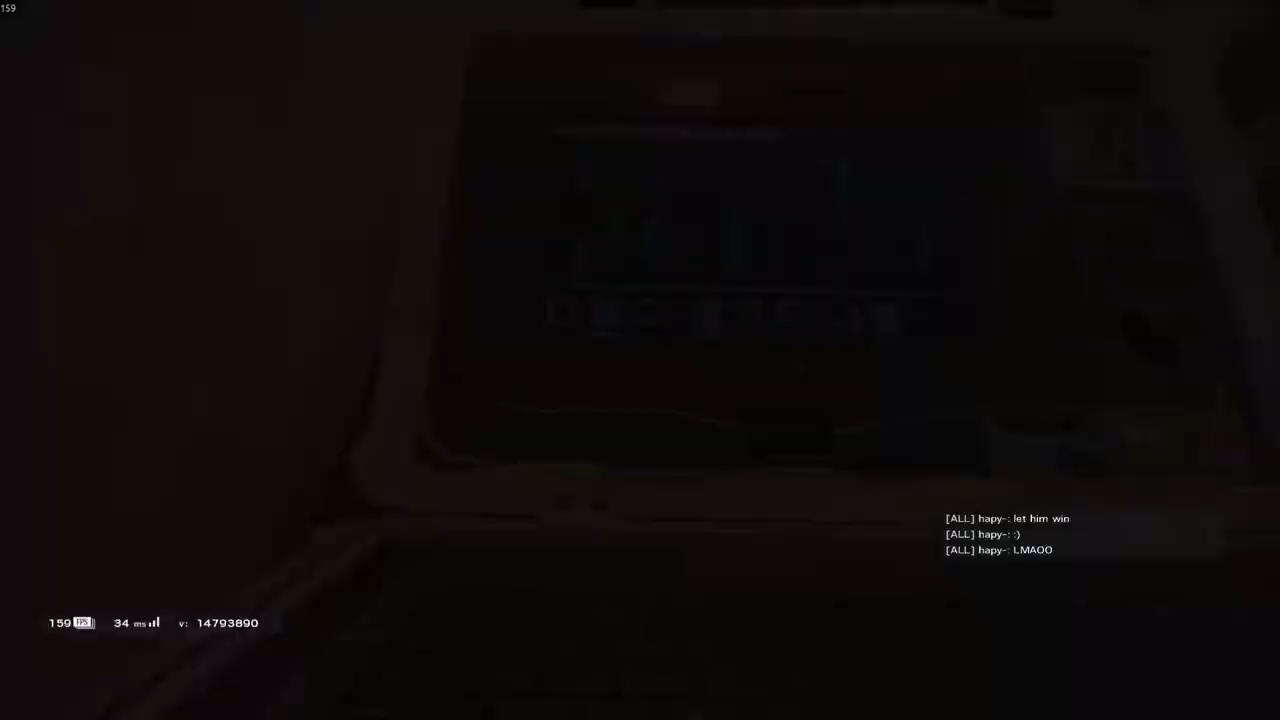 159
[ALL] hapy-: let him win
[ALL] hapy-: :)
[ALL] hapy-: LMAOO
159 FPS 34 ms v: 14793890